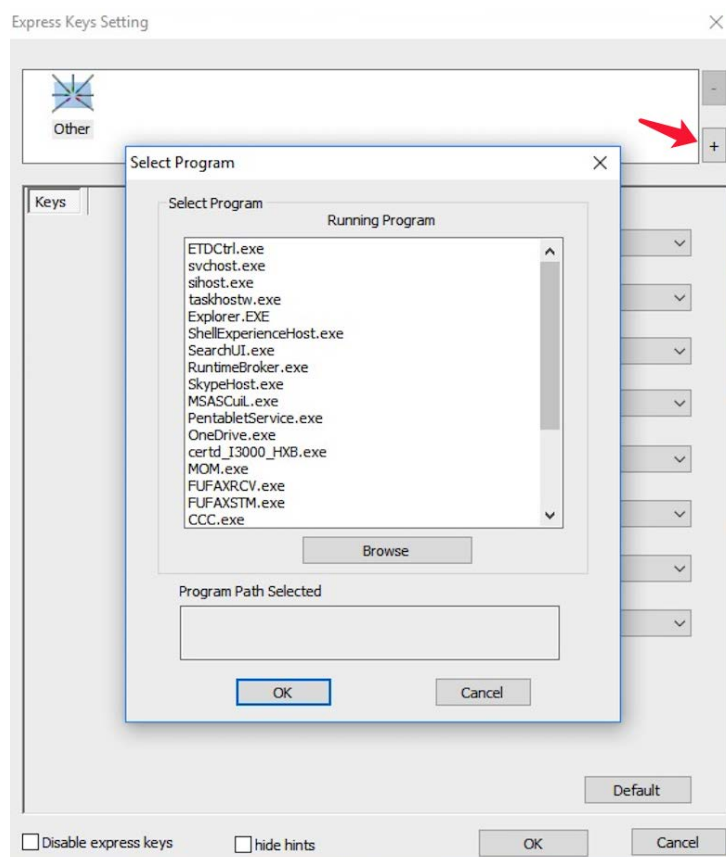 Express Keys Setting
Other
-
+
Select Program
Keys
Select Program
Running Program
ETDCtrl.exe
svchost.exe
sihost.exe
taskhostw.exe
Explorer.EXE
ShellExperienceHost.exe
SearchUI.exe
RuntimeBroker.exe
SkypeHost.exe
MSASCuiL.exe
PentabletService.exe
OneDrive.exe
certd_I3000_HXB.exe
MOM.exe
FUFAXRCV.exe
FUFAXSTM.exe
CCC.exe
Browse
Program Path Selected
OK Cancel
Default
Disable express keys hide hints OK Cancel